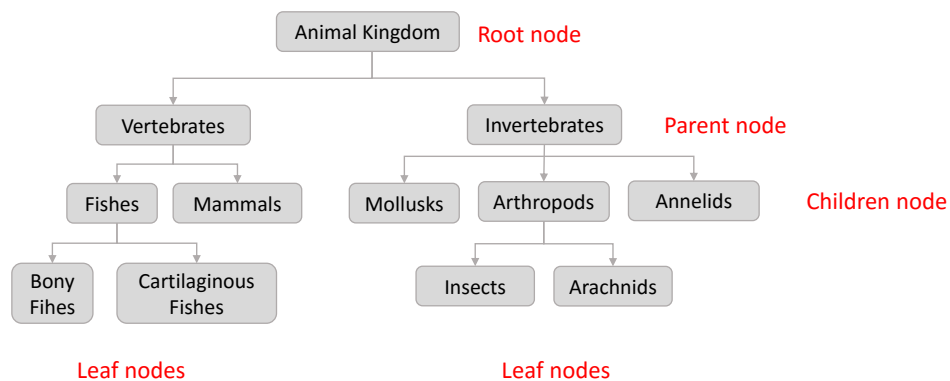 Animal Kingdom
Root node
Vertebrates
Invertebrates
Parent node
Fishes
Mammals
Mollusks
Arthropods
Annelids
Children node
Bony
Fihes
Cartilaginous
Fishes
Insects
Arachnids
Leaf nodes
Leaf nodes